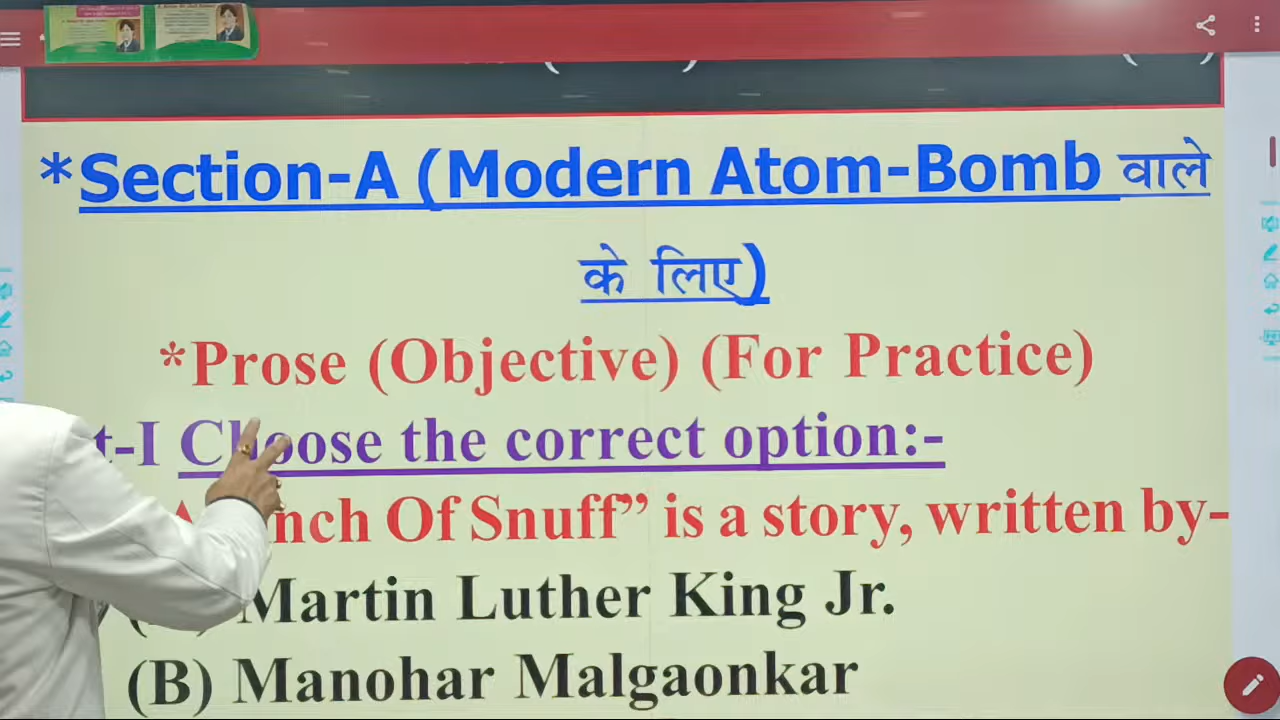 *Section-A (Modern Atom-Bomb वाले
के लिए)
*Prose (Objective) (For Practice)
t-I Choose the correct option:-
nch Of Snuff” is a story, written by-
Martin Luther King Jr.
(B) Manohar Malgaonkar